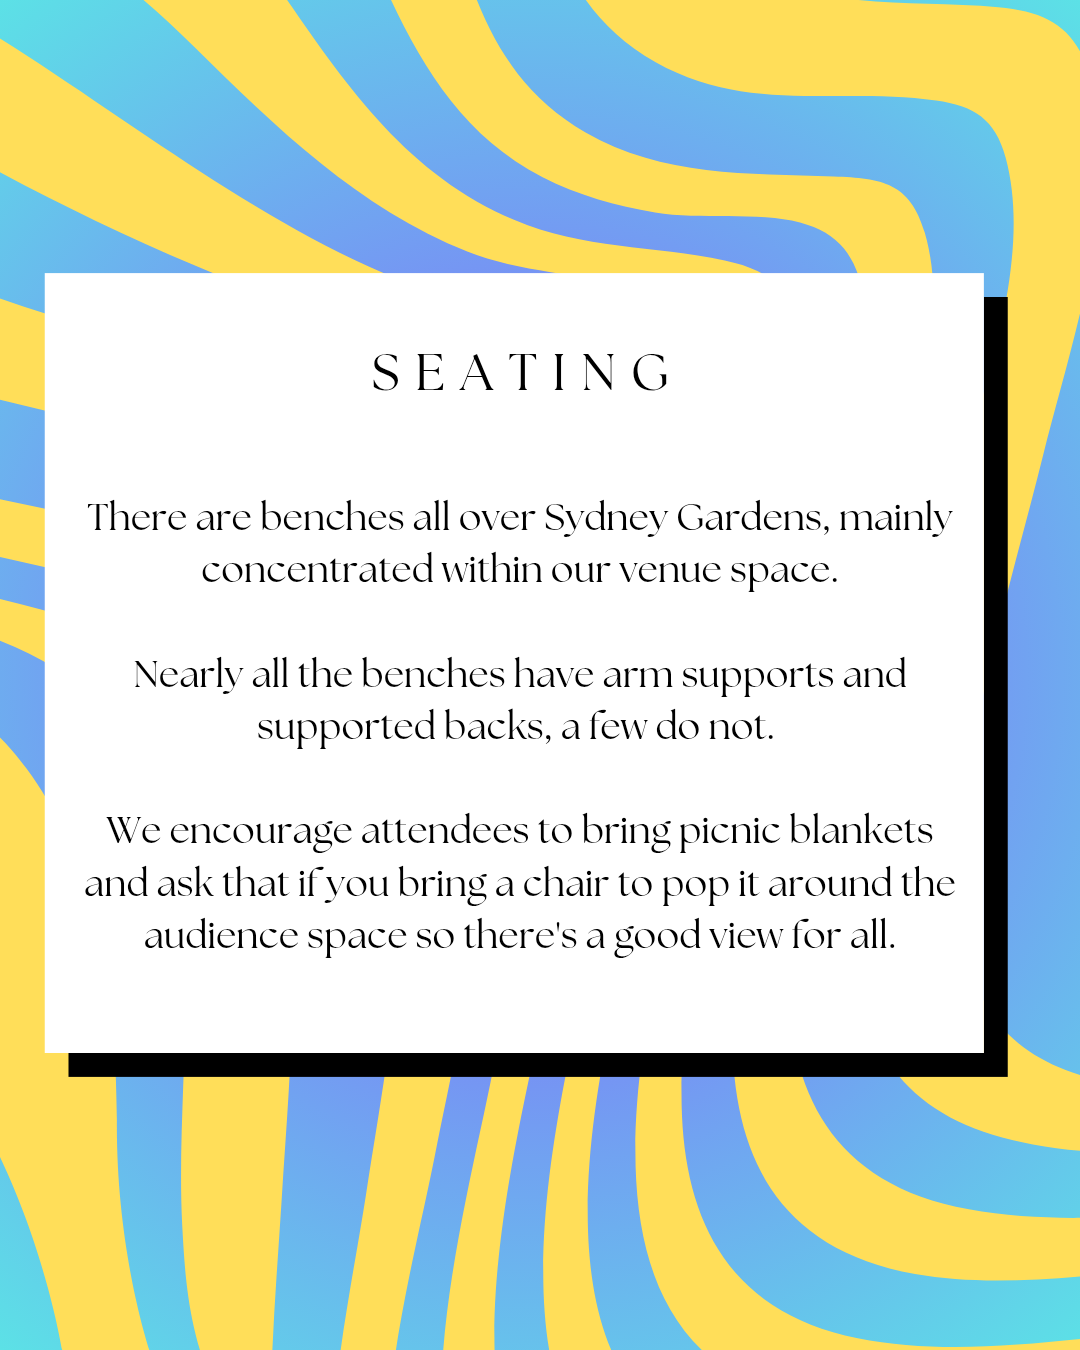 SEATING
There are benches all over Sydney Gardens, mainly
concentrated within our venue space.
Nearly all the benches have arm supports and
supported backs, a few do not.
We encourage attendees to bring picnic blankets
and ask that if you bring a chair to pop it around the
audience space so there's a good view for all.